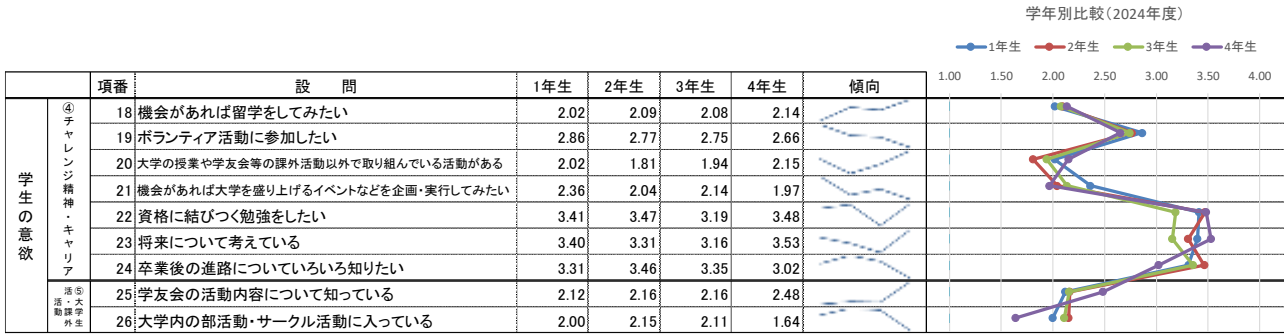 学年別比較(2024年度)
1年生 2年生 3年生 4年生
項番 設 問 1年生 2年生 3年生 4年生 傾向 1.00 1.50 2.00 2.50 3.00 3.50 4.00
学生の意欲
④チャレンジ精神・キャリア
18 機会があれば留学をしてみたい 2.02 2.09 2.08 2.14
19 ボランティア活動に参加したい 2.86 2.77 2.75 2.66
20 大学の授業や学友会等の課外活動以外で取り組んでいる活動がある 2.02 1.81 1.94 2.15
21 機会があれば大学を盛り上げるイベントなどを企画・実行してみたい 2.36 2.04 2.14 1.97
22 資格に結びつく勉強をしたい 3.41 3.47 3.19 3.48
23 将来について考えている 3.40 3.31 3.16 3.53
24 卒業後の進路についていろいろ知りたい 3.31 3.46 3.35 3.02
⑤大学生
活・課外
活動
25 学友会の活動内容について知っている 2.12 2.16 2.16 2.48
26 大学内の部活動・サークル活動に入っている 2.00 2.15 2.11 1.64